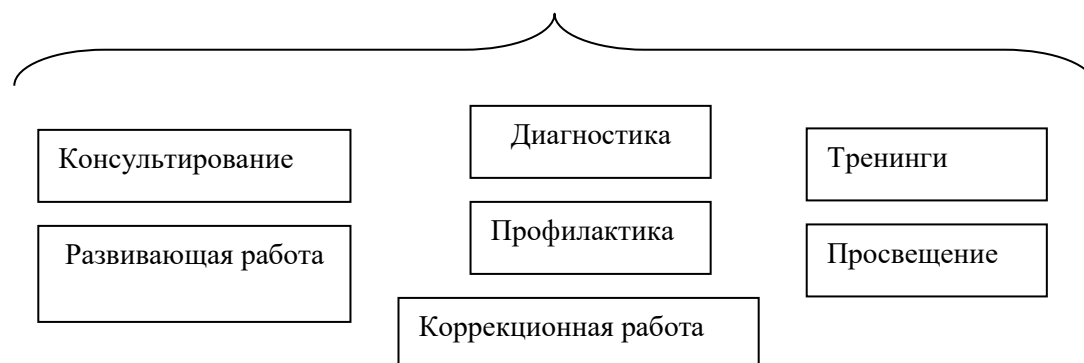 Диагностика
Консультирование
Тренинги
Профилактика
Развивающая работа
Просвещение
Коррекционная работа